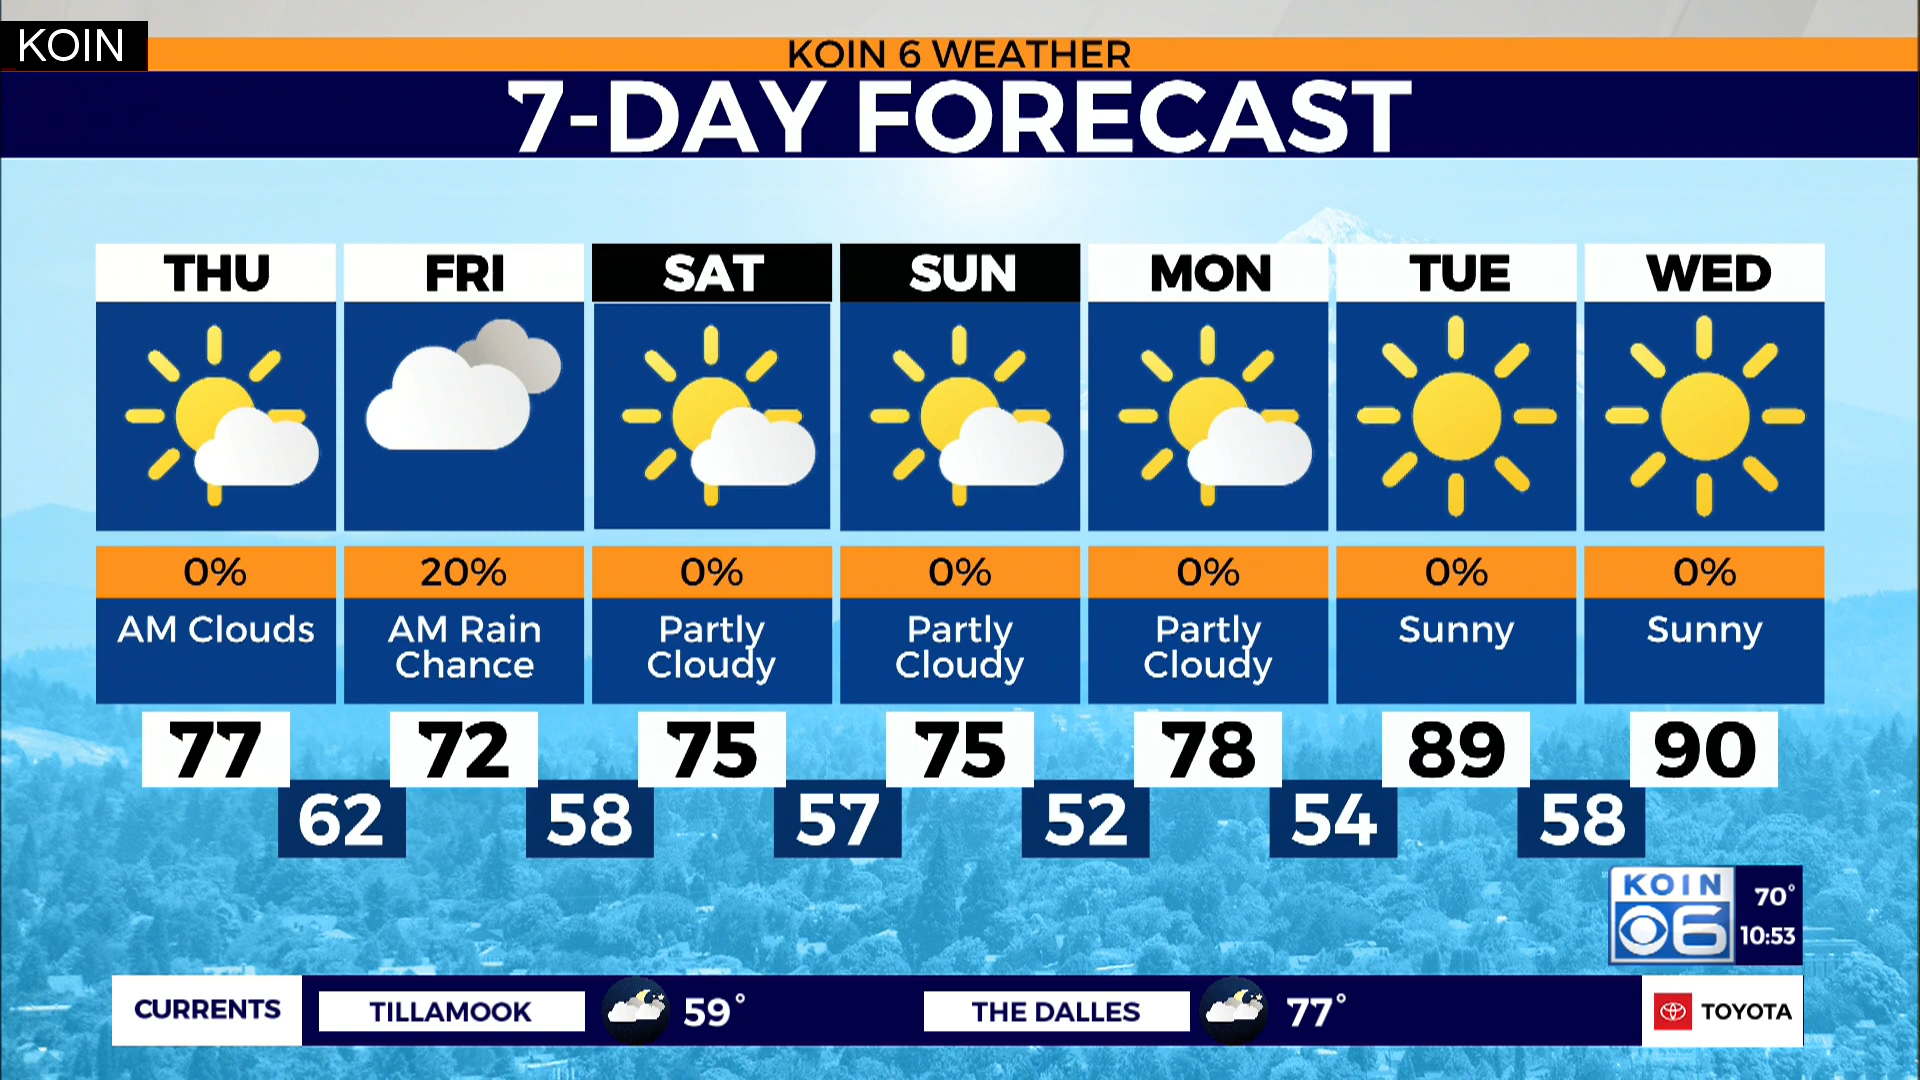 KOIN
KOIN 6 WEATHER
7-DAY FORECAST
THU FRI SAT SUN MON TUE WED
0% 20% 0% 0% 0% 0% 0%
AM Clouds
AM Rain
Chance
Partly
Cloudy
Partly
Cloudy
Partly
Cloudy
Sunny
Sunny
77 72 75 75 78 89 90
62 58 57 52 54 58
KOIN
6
70°
10:53
CURRENTS TILLAMOOK 59° THE DALLES 77° TOYOTA